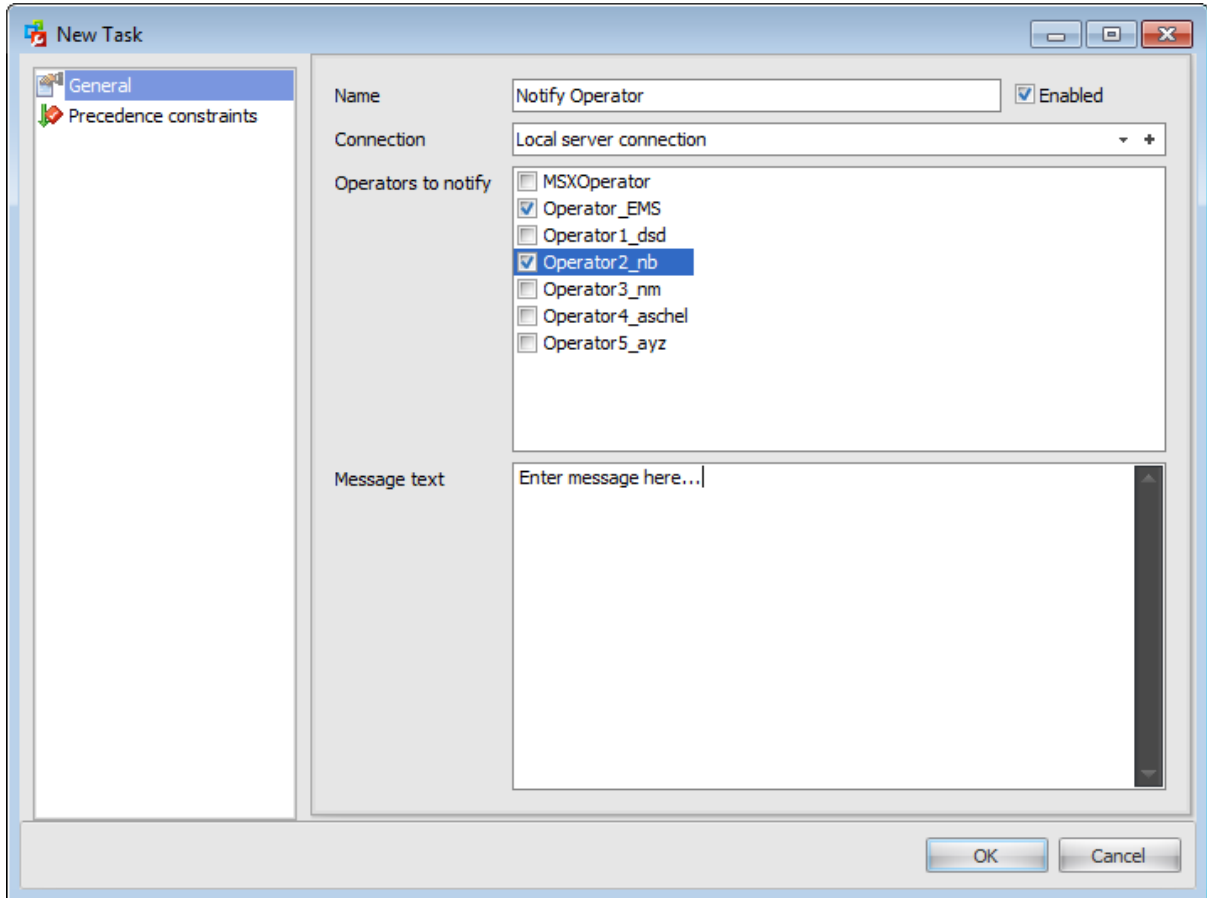 New Task
General
Precedence constraints
Name
Notify Operator
Enabled
Connection
Local server connection
Operators to notify
MSXOperator
Operator_EMS
Operator1_dsd
Operator2_nb
Operator3_nm
Operator4_aschel
Operator5_ayz
Message text
Enter message here...
OK
Cancel